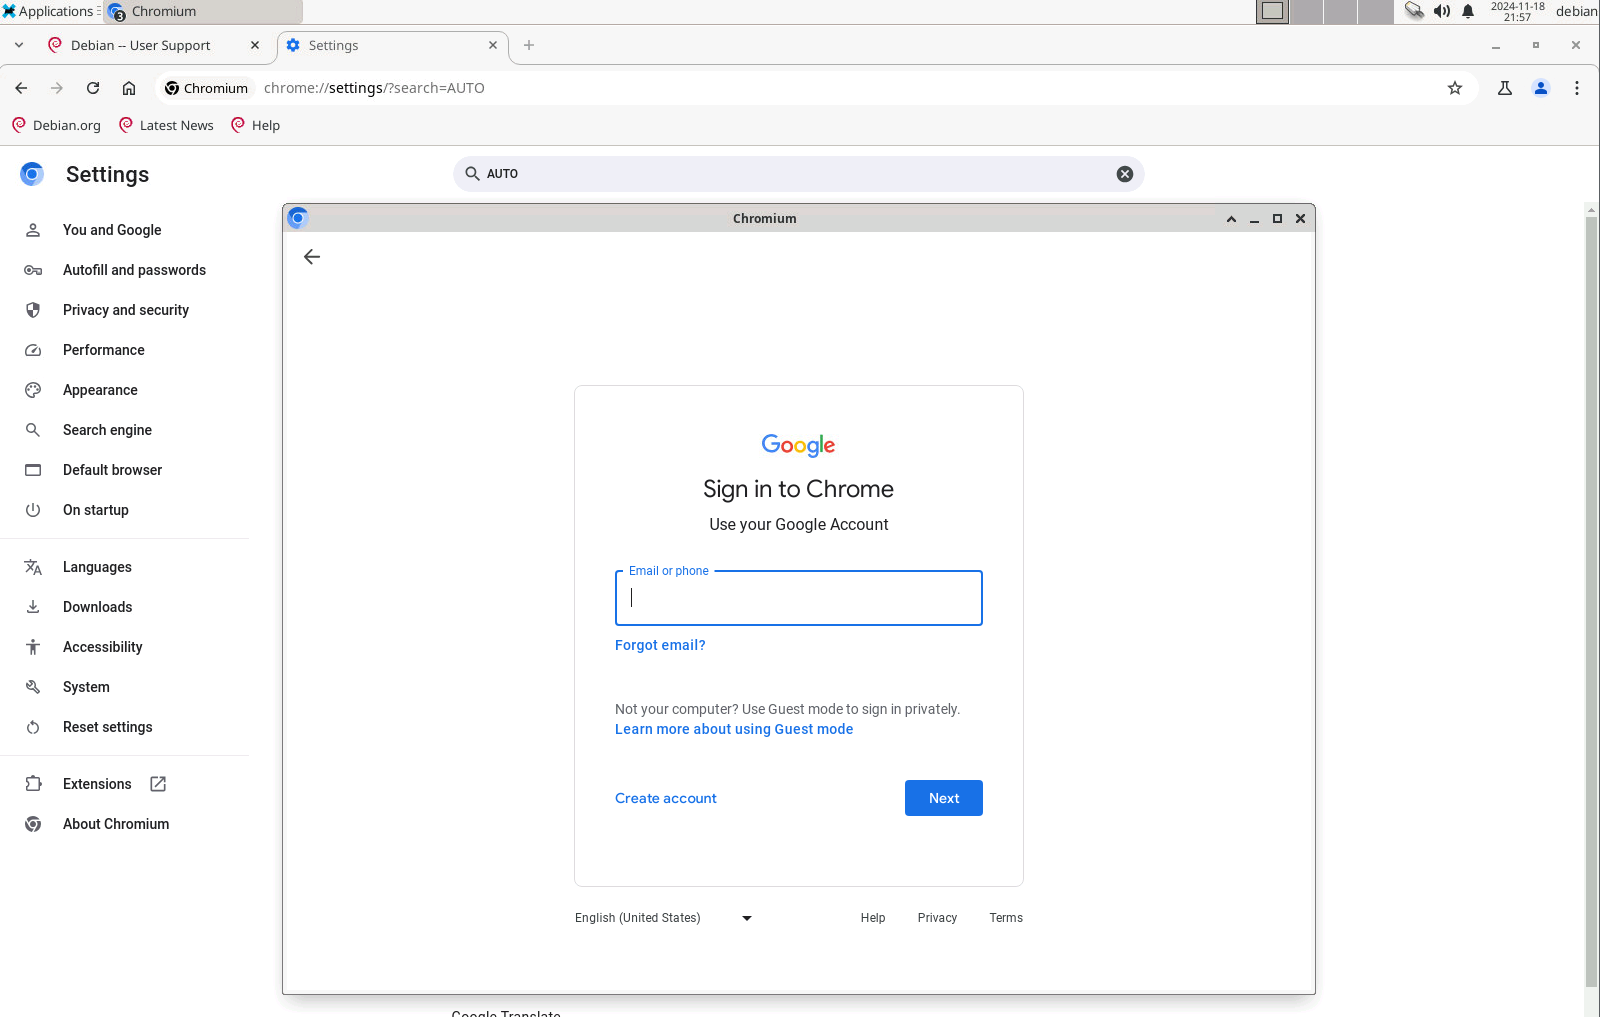 Applications
3
Chromium
2024-11-18
21:57
debian
Debian -- User Support
Settings
Chromium
chrome://settings/?search=AUTO
Debian.org
Latest News
Help
Settings
AUTO
You and Google
Autofill and passwords
Privacy and security
Performance
Appearance
Search engine
Default browser
On startup
Languages
Downloads
Accessibility
System
Reset settings
Extensions
About Chromium
Chromium
Google
Sign in to Chrome
Use your Google Account
Email or phone
Forgot email?
Not your computer? Use Guest mode to sign in privately.
Learn more about using Guest mode
Create account
Next
English (United States)
Help
Privacy
Terms
Google Translate